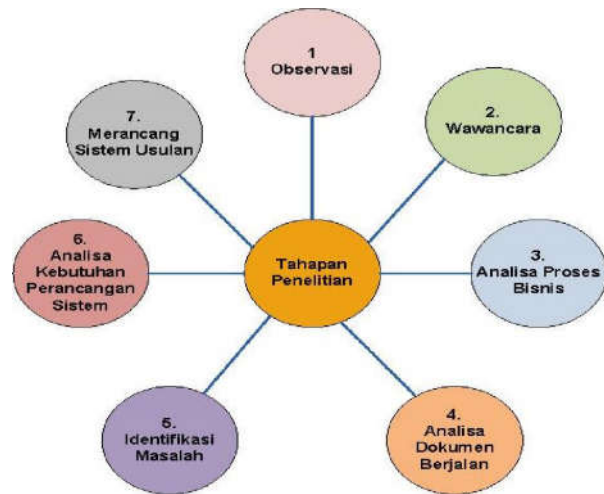 1
Observasi
2.
Wawancara
3.
Analisa Proses
Bisnis
4.
Analisa
Dokumen
Berjalan
5.
Identifikasi
Masalah
6.
Analisa
Kebutuhan
Perancangan
Sistem
7.
Merancang
Sistem Usulan
Tahapan
Penelitian